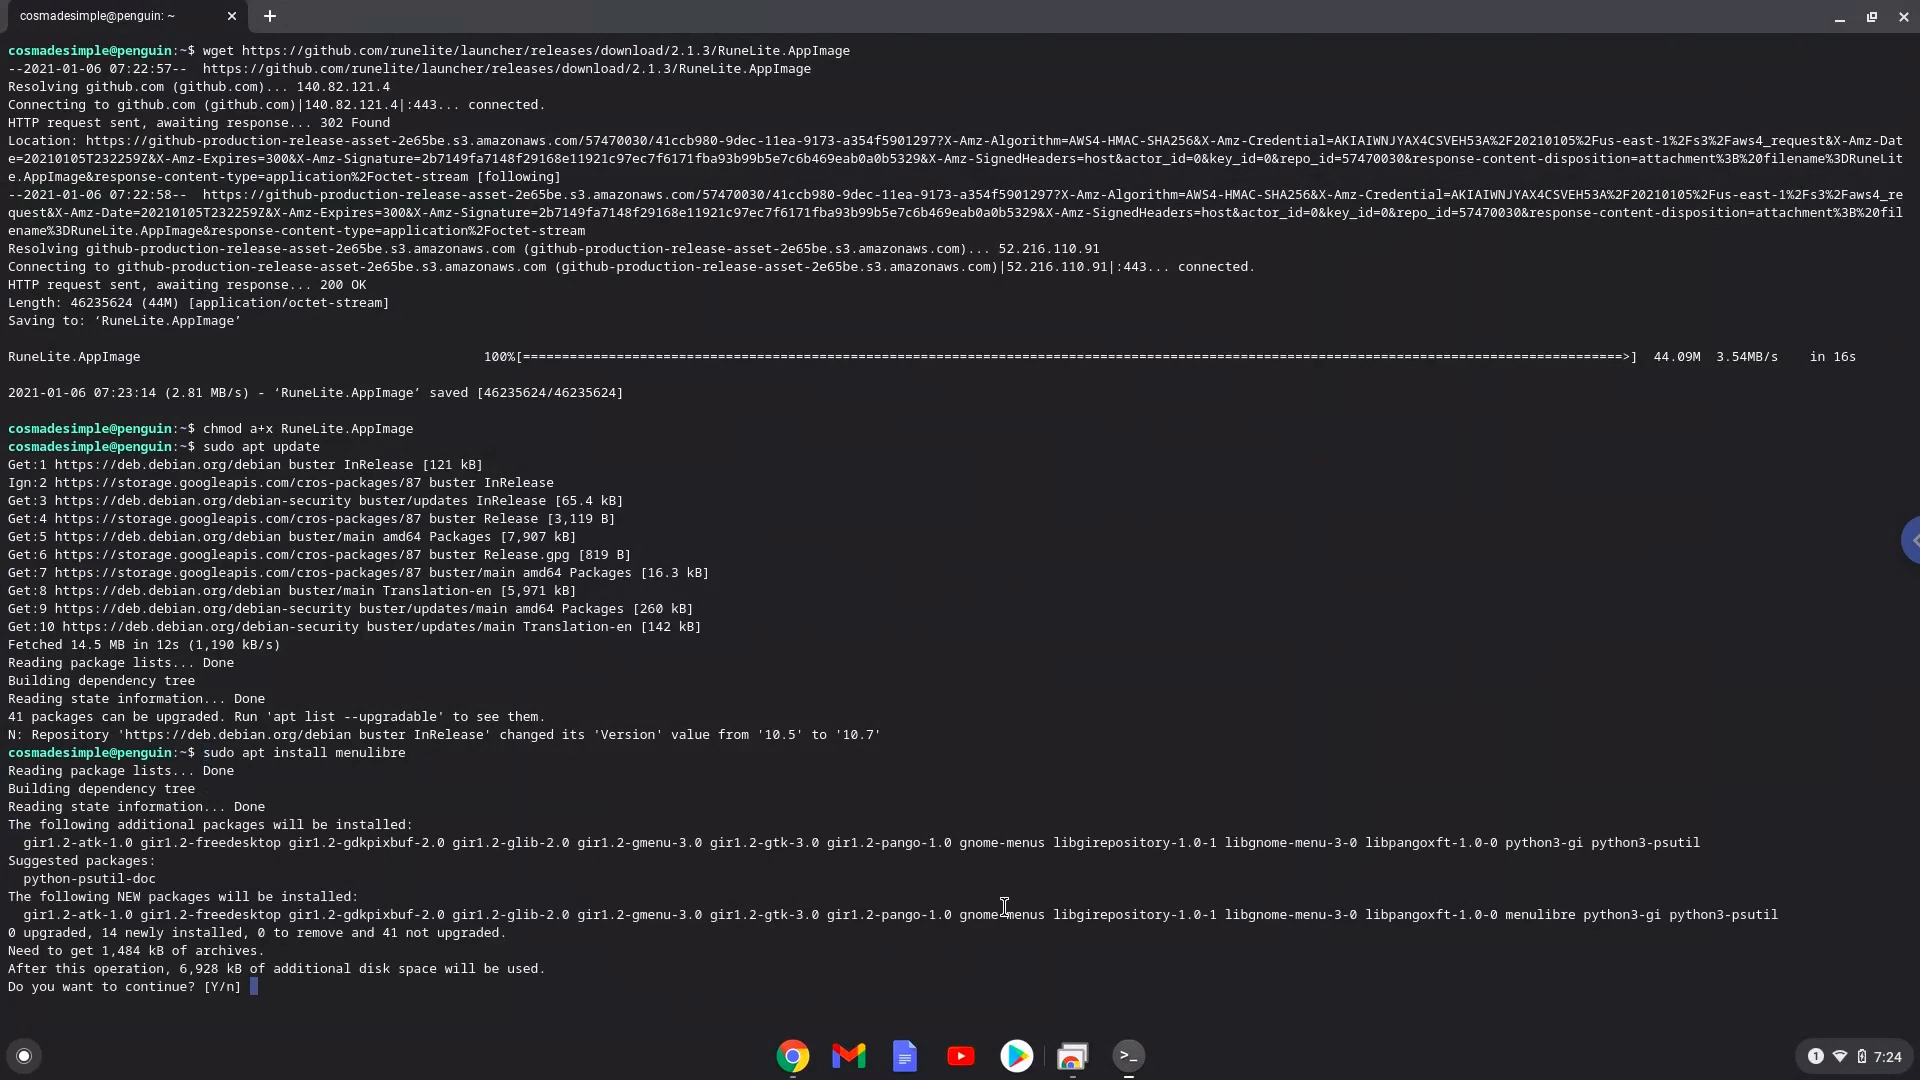 cosmadesimple@penguin: ~
cosmadesimple@penguin:~$ wget https://github.com/runelite/launcher/releases/download/2.1.3/RuneLite.AppImage
--2021-01-06 07:22:57--  https://github.com/runelite/launcher/releases/download/2.1.3/RuneLite.AppImage
Resolving github.com (github.com)... 140.82.121.4
Connecting to github.com (github.com)|140.82.121.4|:443... connected.
HTTP request sent, awaiting response... 302 Found
Location: https://github-production-release-asset-2e65be.s3.amazonaws.com/57470030/41ccb980-9dec-11ea-9173-a354f5901297?X-Amz-Algorithm=AWS4-HMAC-SHA256&X-Amz-Credential=AKIAIWNJYAX4CSVEH53A%2F20210105%2Fus-east-1%2Fs3%2Faws4_request&X-Amz-Dat
e=20210105T232259Z&X-Amz-Expires=300&X-Amz-Signature=2b7149fa7148f29168e11921c97ec7f6171fba93b99b5e7c6b469eab0a0b5329&X-Amz-SignedHeaders=host&actor_id=0&key_id=0&repo_id=57470030&response-content-disposition=attachment%3B%20filename%3DRuneLit
e.AppImage&response-content-type=application%2Foctet-stream [following]
--2021-01-06 07:22:58--  https://github-production-release-asset-2e65be.s3.amazonaws.com/57470030/41ccb980-9dec-11ea-9173-a354f5901297?X-Amz-Algorithm=AWS4-HMAC-SHA256&X-Amz-Credential=AKIAIWNJYAX4CSVEH53A%2F20210105%2Fus-east-1%2Fs3%2Faws4_re
quest&X-Amz-Date=20210105T232259Z&X-Amz-Expires=300&X-Amz-Signature=2b7149fa7148f29168e11921c97ec7f6171fba93b99b5e7c6b469eab0a0b5329&X-Amz-SignedHeaders=host&actor_id=0&key_id=0&repo_id=57470030&response-content-disposition=attachment%3B%20fil
ename%3DRuneLite.AppImage&response-content-type=application%2Foctet-stream
Resolving github-production-release-asset-2e65be.s3.amazonaws.com (github-production-release-asset-2e65be.s3.amazonaws.com)... 52.216.110.91
Connecting to github-production-release-asset-2e65be.s3.amazonaws.com (github-production-release-asset-2e65be.s3.amazonaws.com)|52.216.110.91|:443... connected.
HTTP request sent, awaiting response... 200 OK
Length: 46235624 (44M) [application/octet-stream]
Saving to: ‘RuneLite.AppImage’
RuneLite.AppImage 100%[=============================================================================================================================================>] 44.09M 3.54MB/s in 16s
2021-01-06 07:23:14 (2.81 MB/s) - ‘RuneLite.AppImage’ saved [46235624/46235624]
cosmadesimple@penguin:~$ chmod a+x RuneLite.AppImage
cosmadesimple@penguin:~$ sudo apt update
Get:1 https://deb.debian.org/debian buster InRelease [121 kB]
Ign:2 https://storage.googleapis.com/cros-packages/87 buster InRelease
Get:3 https://deb.debian.org/debian-security buster/updates InRelease [65.4 kB]
Get:4 https://storage.googleapis.com/cros-packages/87 buster Release [3,119 B]
Get:5 https://deb.debian.org/debian buster/main amd64 Packages [7,907 kB]
Get:6 https://storage.googleapis.com/cros-packages/87 buster Release.gpg [819 B]
Get:7 https://storage.googleapis.com/cros-packages/87 buster/main amd64 Packages [16.3 kB]
Get:8 https://deb.debian.org/debian buster/main Translation-en [5,971 kB]
Get:9 https://deb.debian.org/debian-security buster/updates/main amd64 Packages [260 kB]
Get:10 https://deb.debian.org/debian-security buster/updates/main Translation-en [142 kB]
Fetched 14.5 MB in 12s (1,190 kB/s)
Reading package lists... Done
Building dependency tree
Reading state information... Done
41 packages can be upgraded. Run 'apt list --upgradable' to see them.
N: Repository 'https://deb.debian.org/debian buster InRelease' changed its 'Version' value from '10.5' to '10.7'
cosmadesimple@penguin:~$ sudo apt install menulibre
Reading package lists... Done
Building dependency tree
Reading state information... Done
The following additional packages will be installed:
  gir1.2-atk-1.0 gir1.2-freedesktop gir1.2-gdkpixbuf-2.0 gir1.2-glib-2.0 gir1.2-gmenu-3.0 gir1.2-gtk-3.0 gir1.2-pango-1.0 gnome-menus libgirepository-1.0-1 libgnome-menu-3-0 libpangoxft-1.0-0 python3-gi python3-psutil
Suggested packages:
  python-psutil-doc
The following NEW packages will be installed:
  gir1.2-atk-1.0 gir1.2-freedesktop gir1.2-gdkpixbuf-2.0 gir1.2-glib-2.0 gir1.2-gmenu-3.0 gir1.2-gtk-3.0 gir1.2-pango-1.0 gnome-menus libgirepository-1.0-1 libgnome-menu-3-0 libpangoxft-1.0-0 menulibre python3-gi python3-psutil
0 upgraded, 14 newly installed, 0 to remove and 41 not upgraded.
Need to get 1,484 kB of archives.
After this operation, 6,928 kB of additional disk space will be used.
Do you want to continue? [Y/n]
>_
1 7:24